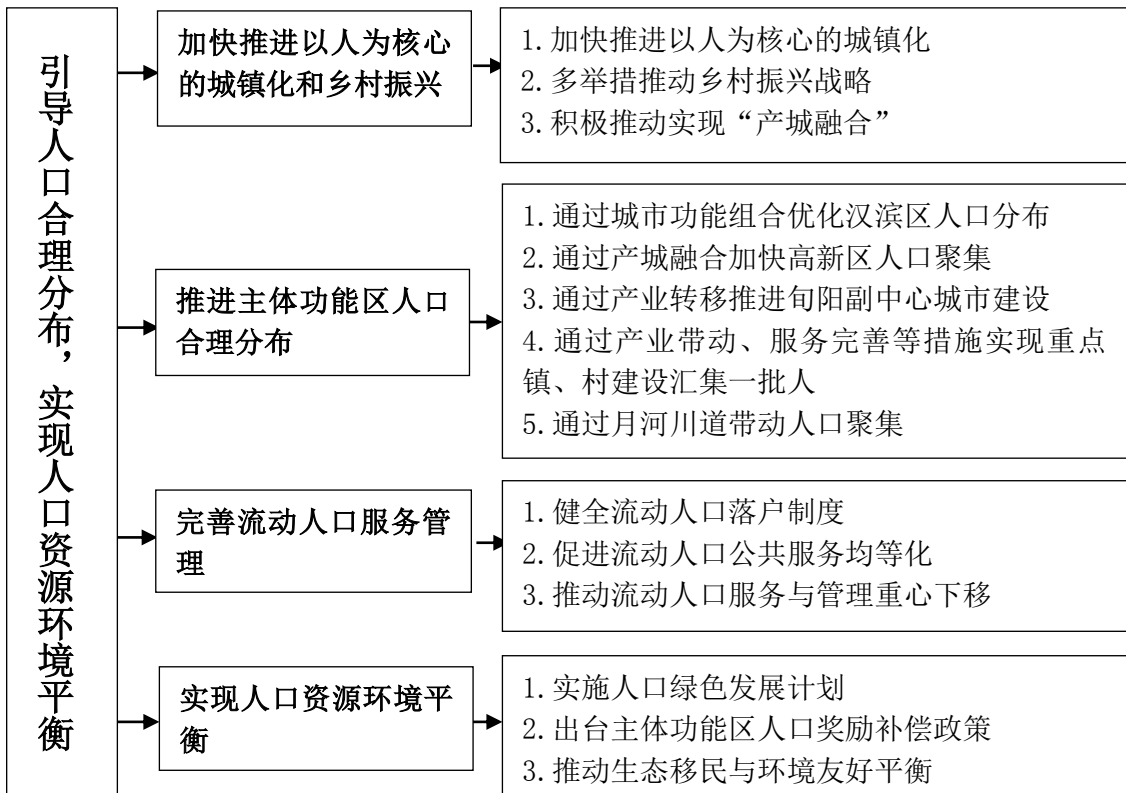 引导人口合理分布，实现人口资源环境平衡
加快推进以人为核心
的城镇化和乡村振兴
1.加快推进以人为核心的城镇化
2.多举措推动乡村振兴战略
3.积极推动实现“产城融合”
推进主体功能区人口
合理分布
1.通过城市功能组合优化汉滨区人口分布
2.通过产城融合加快高新区人口聚集
3.通过产业转移推进旬阳副中心城市建设
4.通过产业带动、服务完善等措施实现重点
镇、村建设汇集一批人
5.通过月河川道带动人口聚集
完善流动人口服务管
理
1.健全流动人口落户制度
2.促进流动人口公共服务均等化
3.推动流动人口服务与管理重心下移
实现人口资源环境平
衡
1.实施人口绿色发展计划
2.出台主体功能区人口奖励补偿政策
3.推动生态移民与环境友好平衡